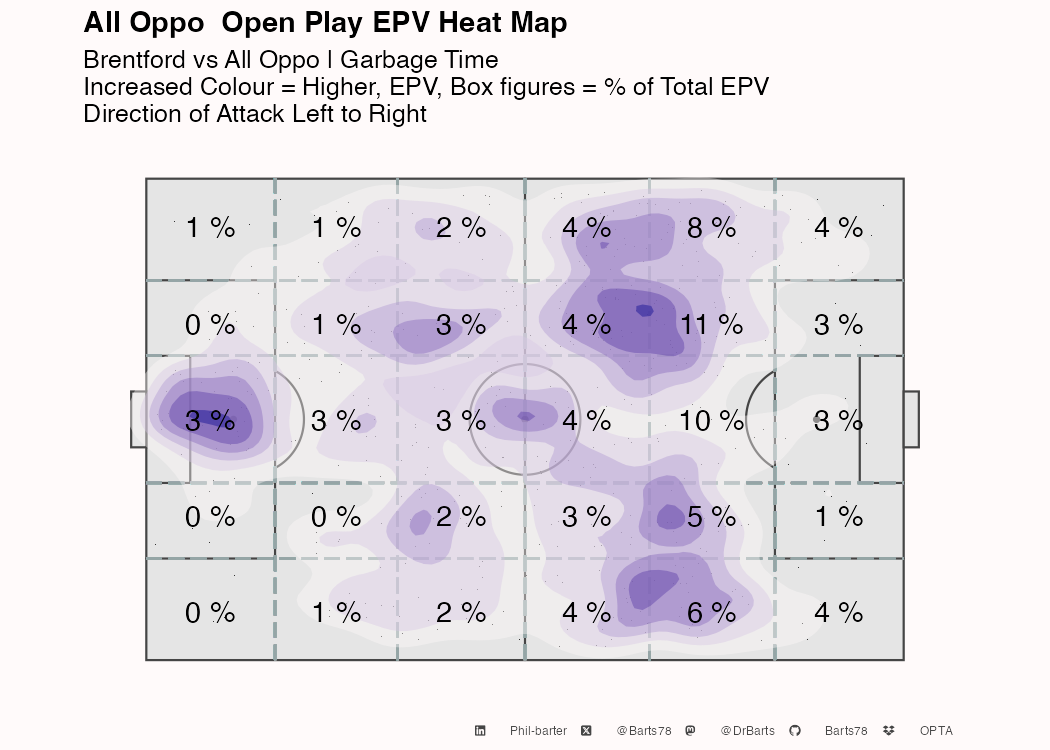 All Oppo  Open Play EPV Heat Map
Brentford vs All Oppo | Garbage Time
Increased Colour = Higher, EPV, Box figures = % of Total EPV
Direction of Attack Left to Right
1 % 1 % 2 % 4 % 8 % 4 %
0 % 1 % 3 % 4 % 11 % 3 %
3 % 3 % 3 % 4 % 10 % 3 %
0 % 0 % 2 % 3 % 5 % 1 %
0 % 1 % 2 % 4 % 6 % 4 %
Phil-barter @Barts78 @DrBarts Barts78 OPTA